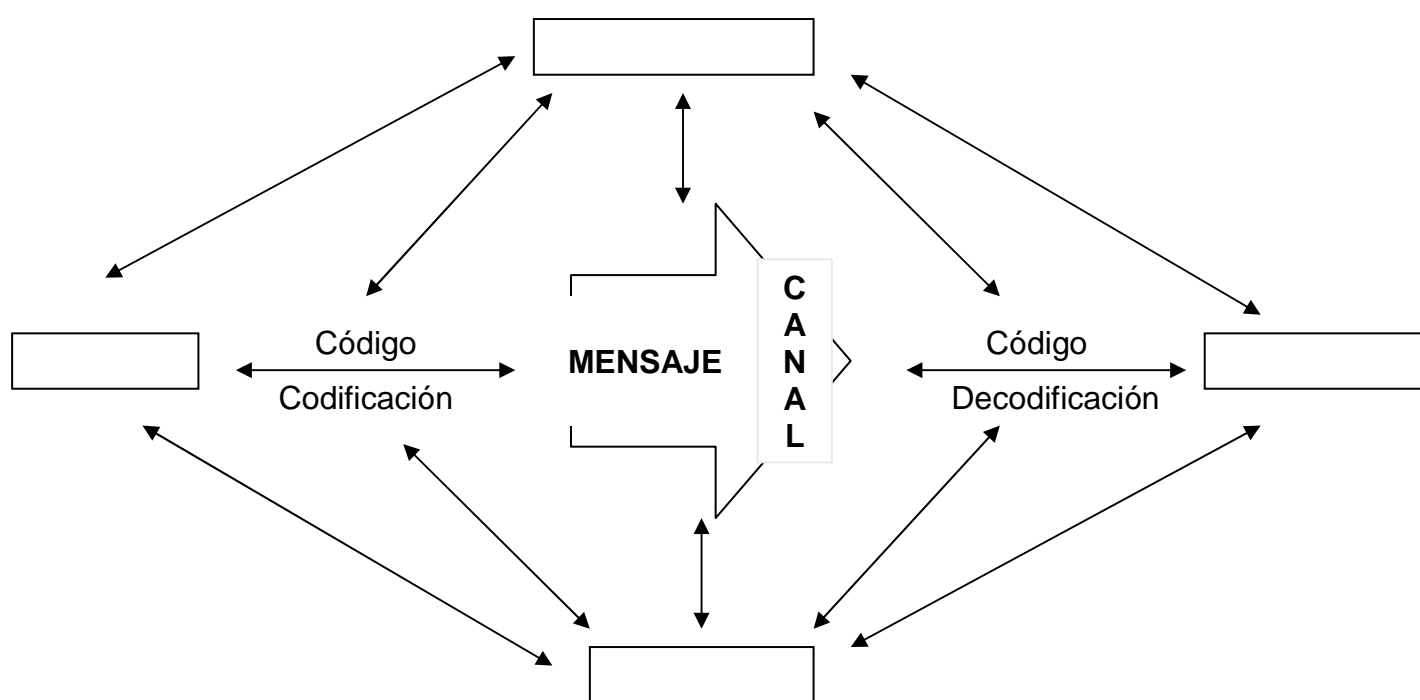 Código
Codificación
MENSAJE
C
A
N
A
L
Código
Decodificación